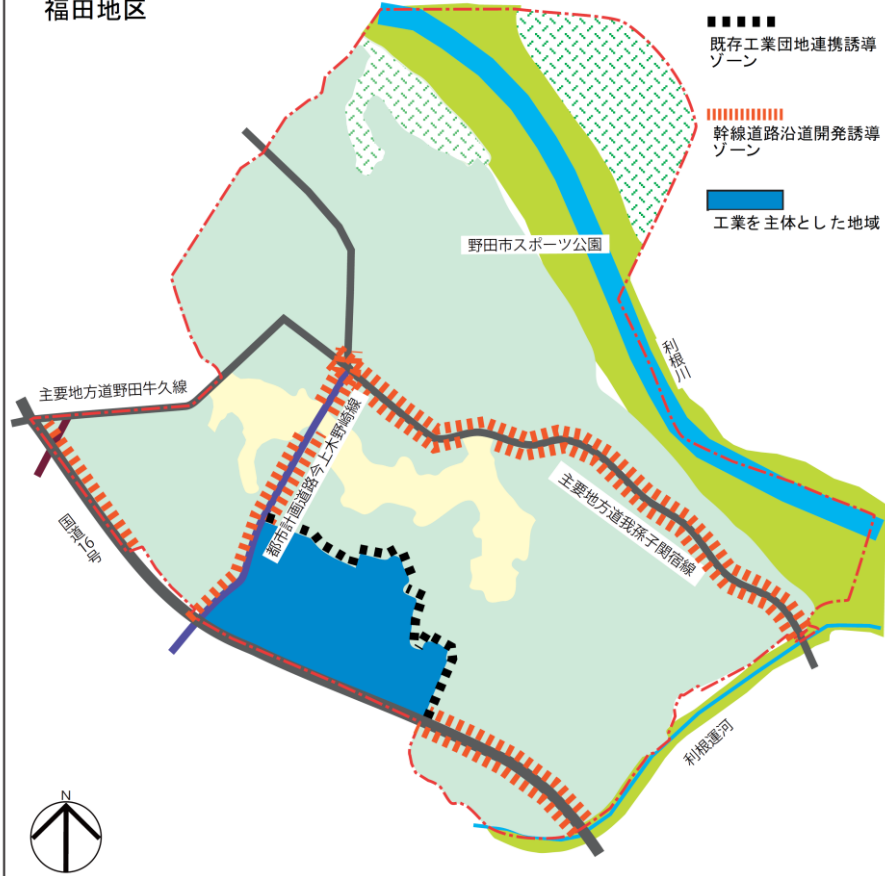 福田地区
既存工業団地連携誘導
ゾーン
幹線道路沿道開発誘導
ゾーン
工業を主体とした地域
野田市スポーツ公園
利根川
主要地方道野田牛久線
都市計画道路今上木野崎線
国道16号
主要地方道我孫子関宿線
利根運河
N